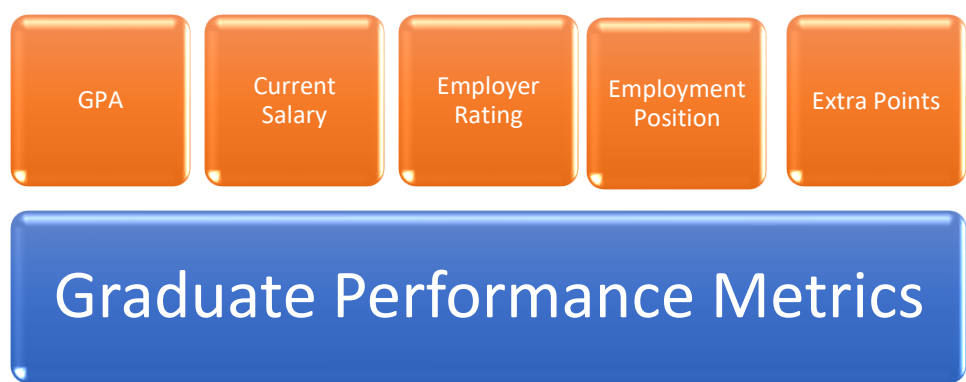 GPA
Current
Salary
Employer
Rating
Employment
Position
Extra Points
Graduate Performance Metrics